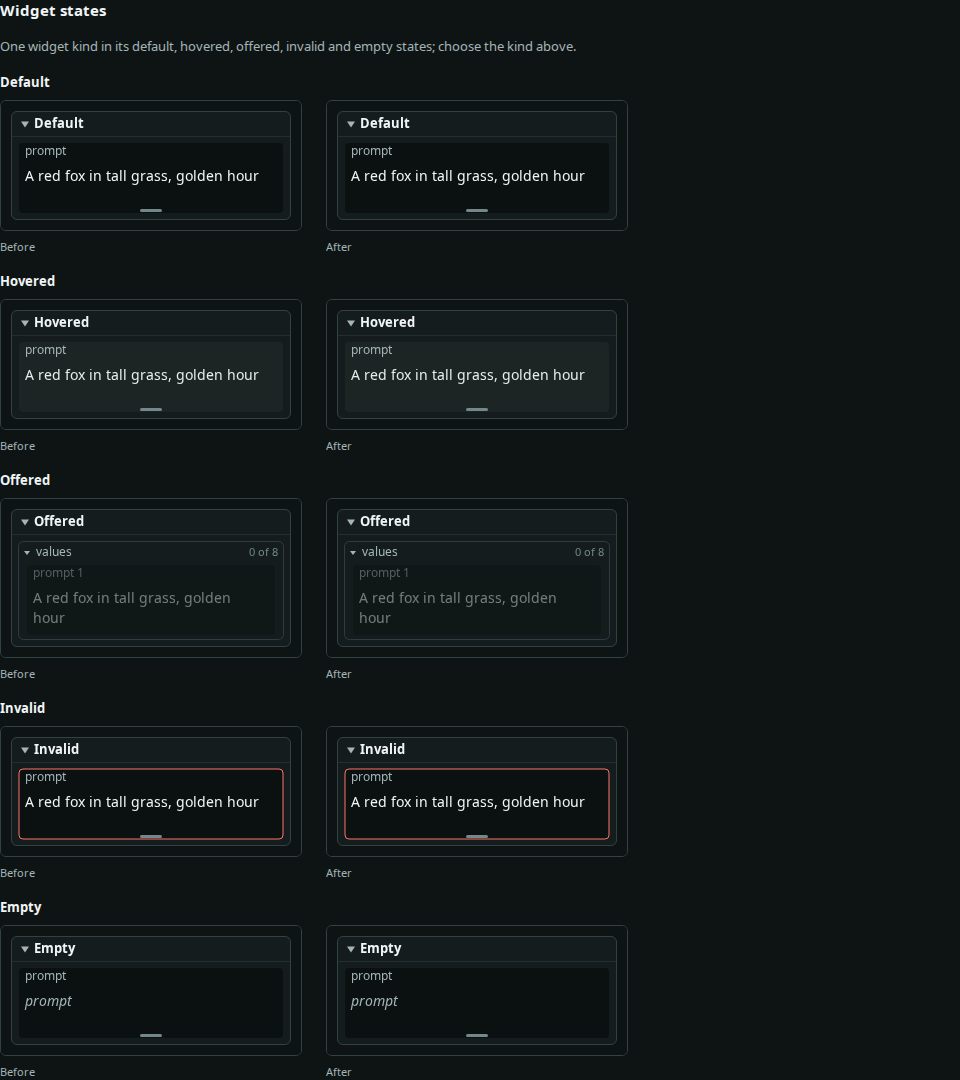 Widget states
One widget kind in its default, hovered, offered, invalid and empty states; choose the kind above.
Default
Default
prompt
A red fox in tall grass, golden hour
Before
Default
prompt
A red fox in tall grass, golden hour
After
Hovered
Hovered
prompt
A red fox in tall grass, golden hour
Before
Hovered
prompt
A red fox in tall grass, golden hour
After
Offered
Offered
values 0 of 8
prompt 1
A red fox in tall grass, golden
hour
Before
Offered
values 0 of 8
prompt 1
A red fox in tall grass, golden
hour
After
Invalid
Invalid
prompt
A red fox in tall grass, golden hour
Before
Invalid
prompt
A red fox in tall grass, golden hour
After
Empty
Empty
prompt
prompt
Before
Empty
prompt
prompt
After